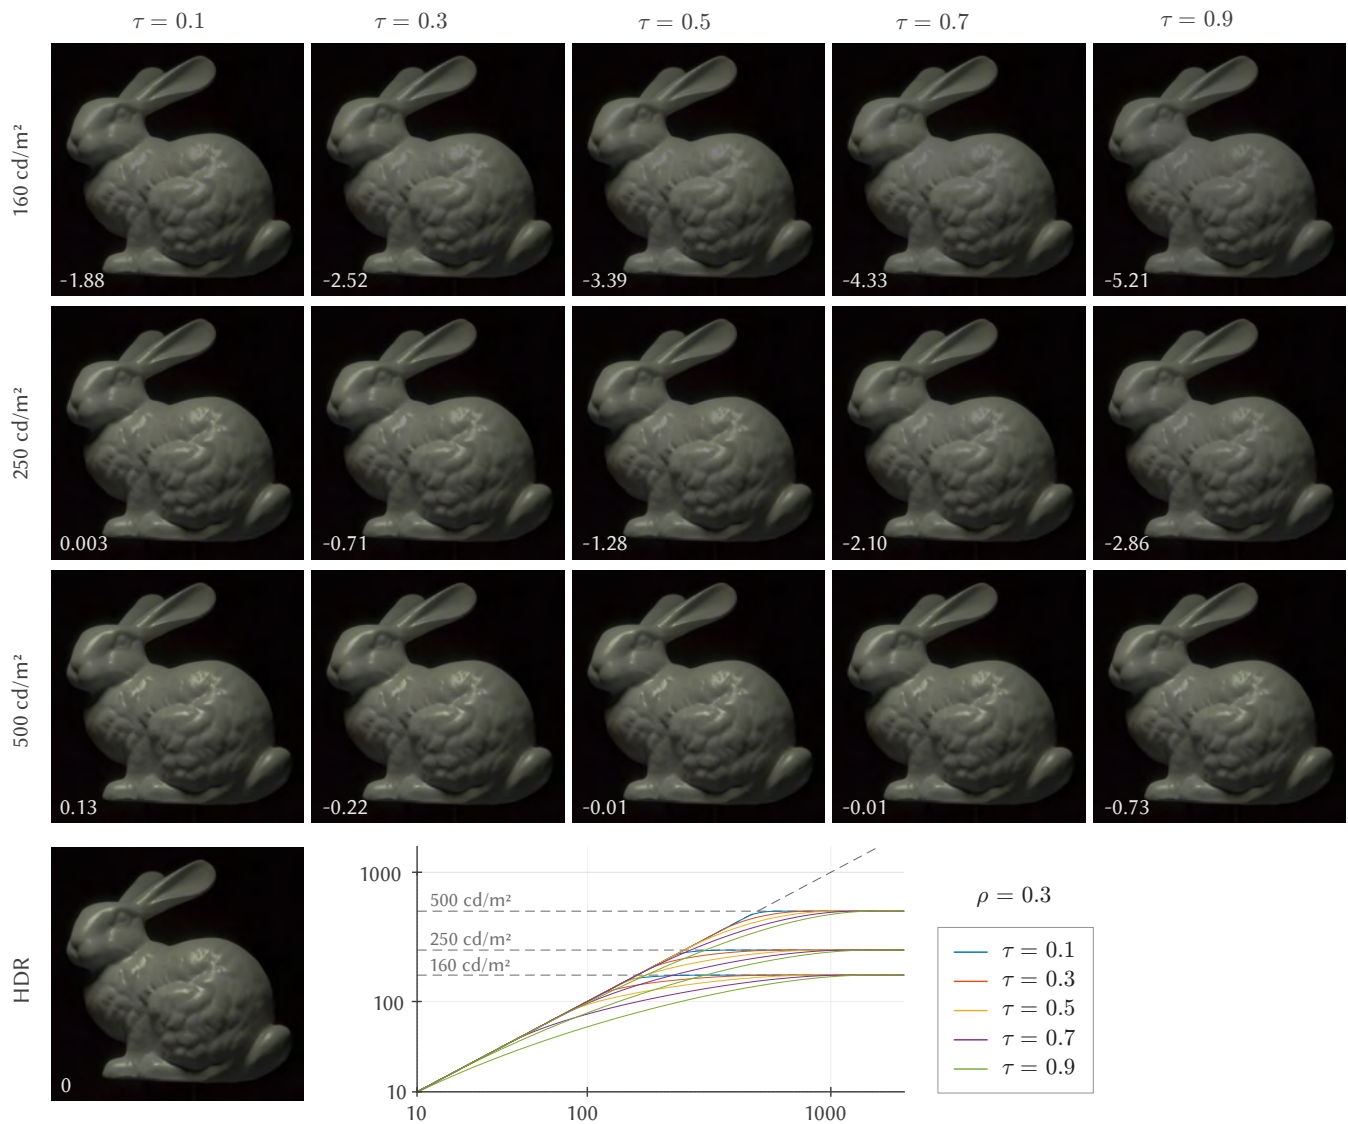 τ = 0.1 τ = 0.3 τ = 0.5 τ = 0.7 τ = 0.9
160 cd/m²
-1.88 -2.52 -3.39 -4.33 -5.21
250 cd/m²
0.003 -0.71 -1.28 -2.10 -2.86
500 cd/m²
0.13 -0.22 -0.01 -0.01 -0.73
HDR
0
1000
500 cd/m²
250 cd/m²
160 cd/m²
100
10
10 100 1000
ρ = 0.3
τ = 0.1
τ = 0.3
τ = 0.5
τ = 0.7
τ = 0.9